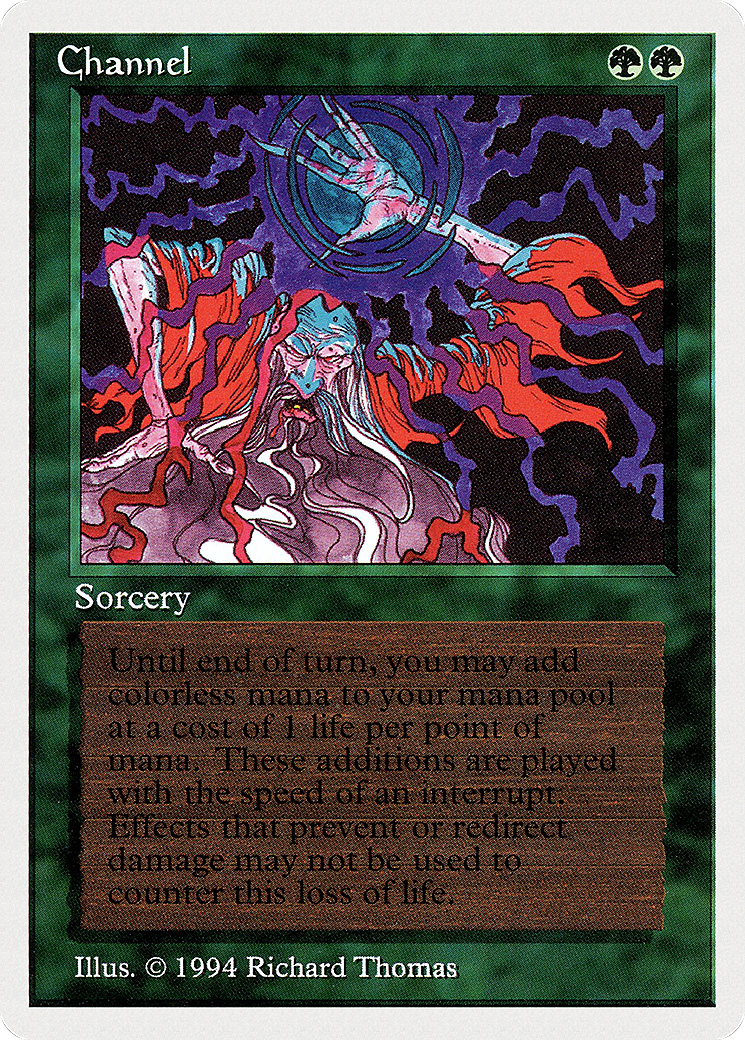 Channel
Sorcery
Until end of turn, you may add
colorless mana to your mana pool
at a cost of 1 life per point of
mana. These additions are played
with the speed of an interrupt.
Effects that prevent or redirect
damage may not be used to
counter this loss of life.
Illus. © 1994 Richard Thomas